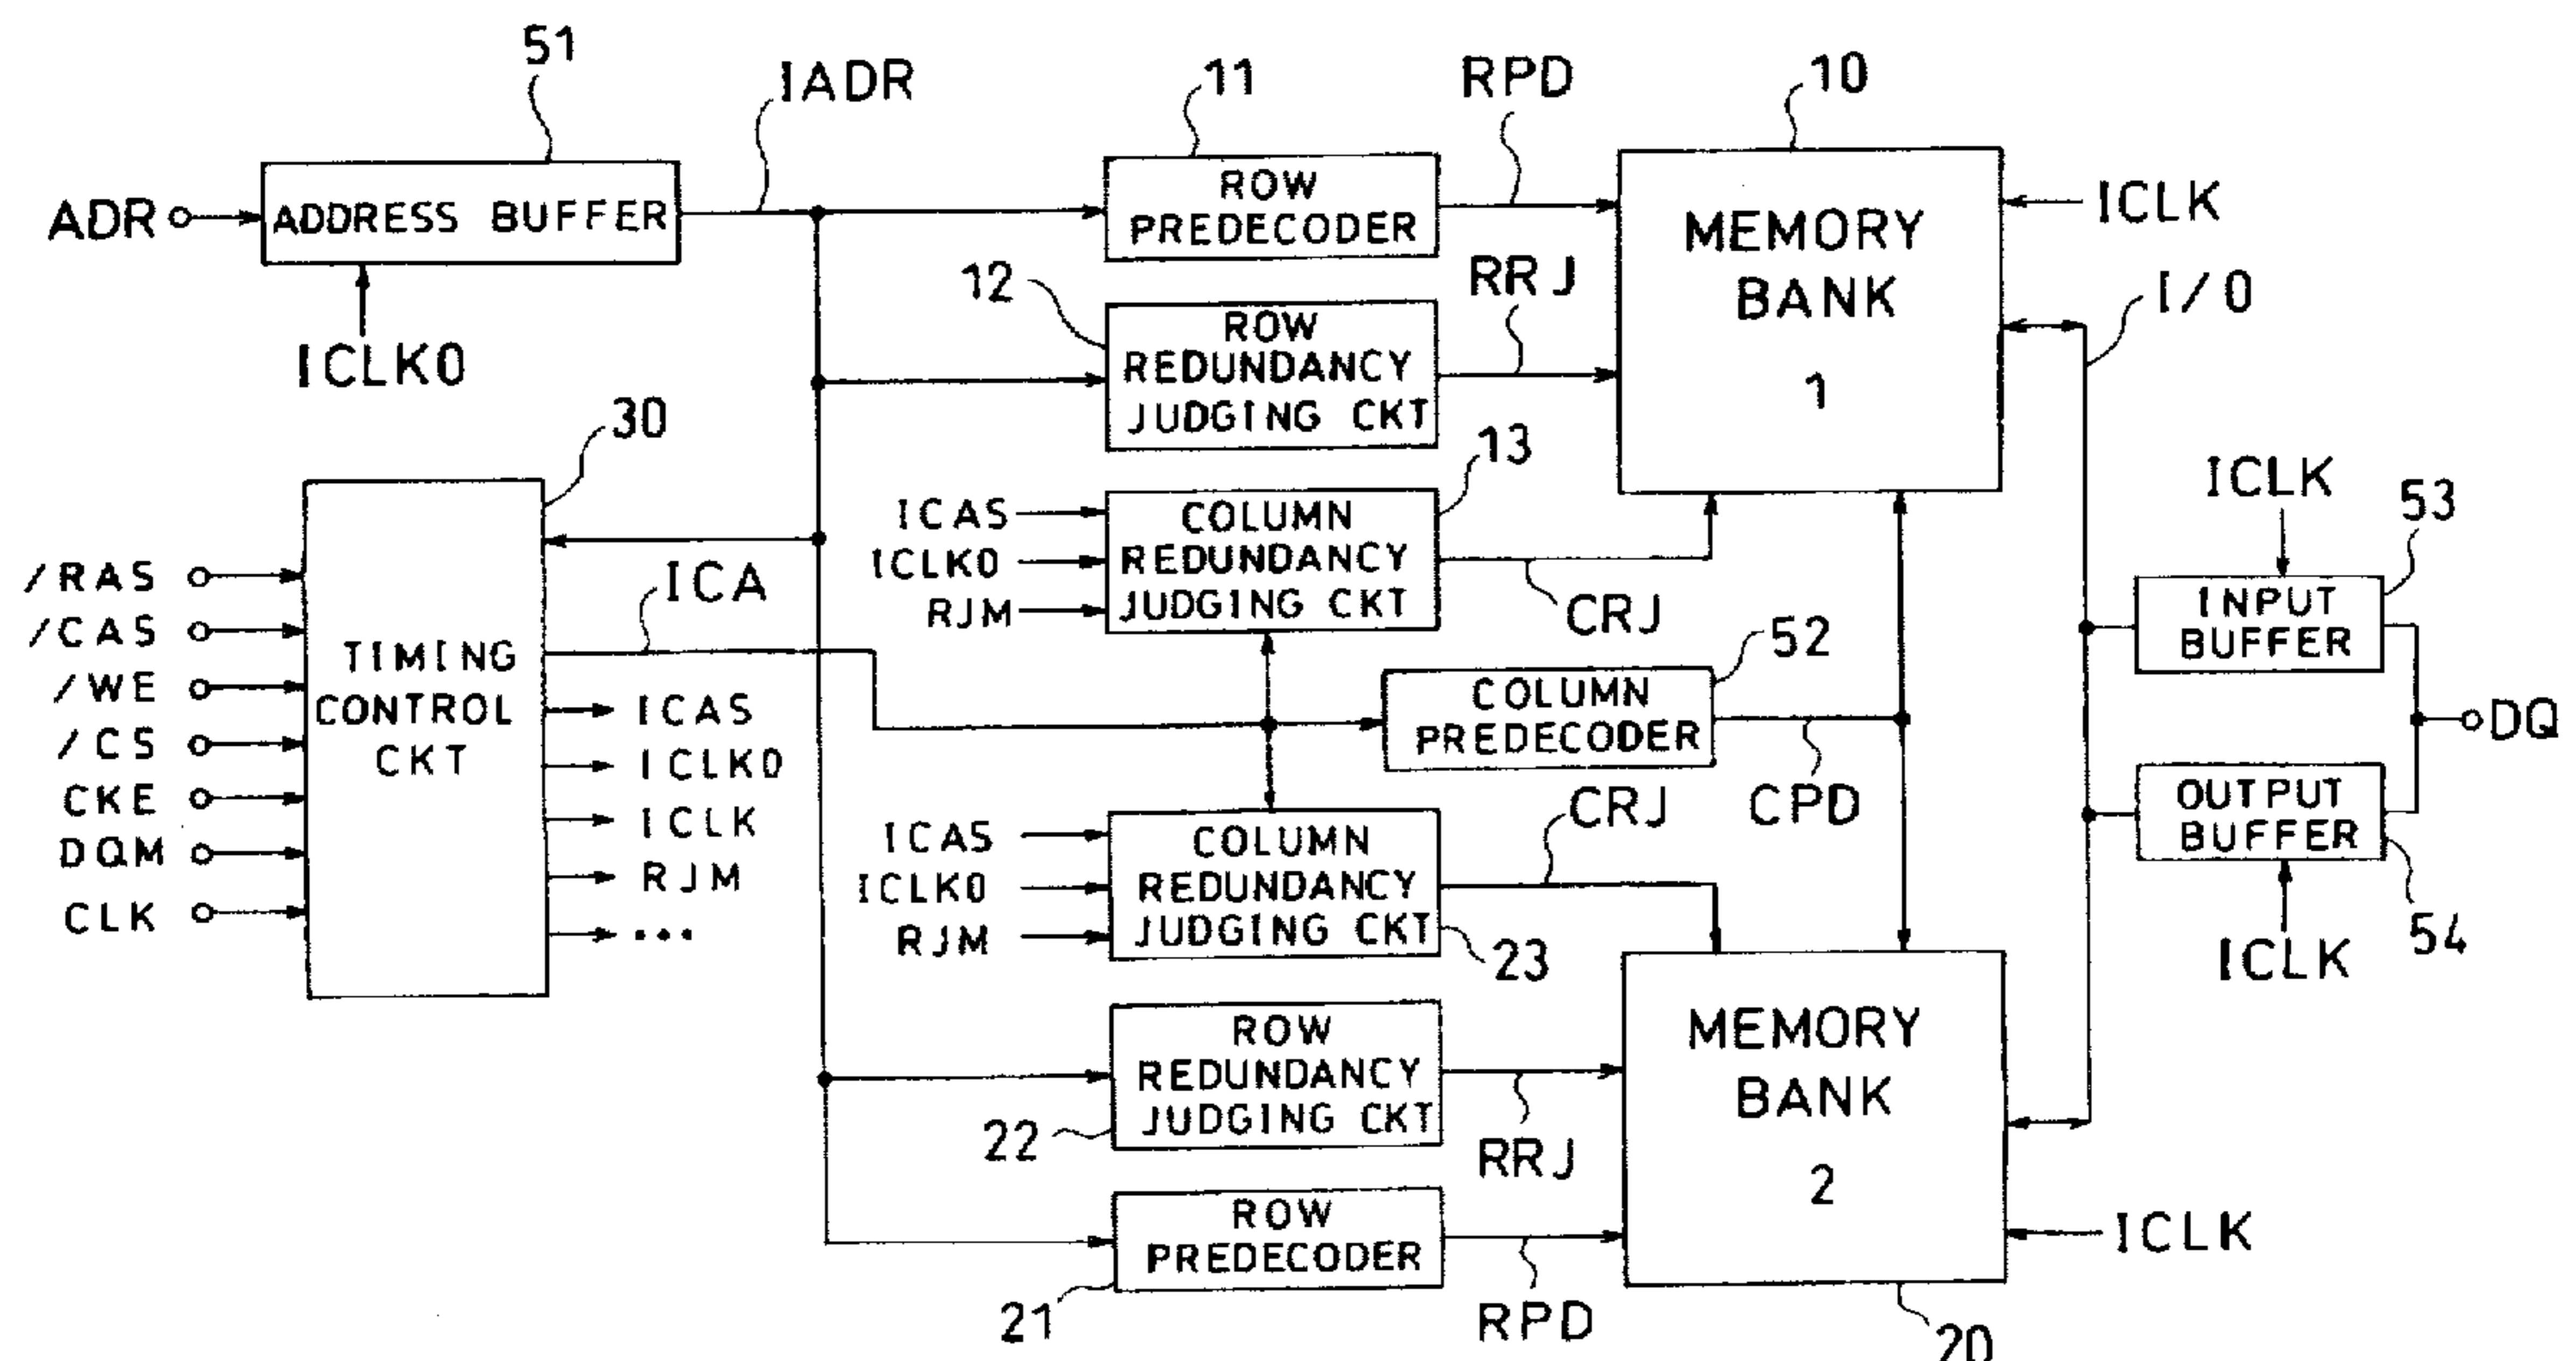 51
IADR
11
RPD
10
ADR
ADDRESS BUFFER
ROW
PREDECODER
MEMORY
BANK
1
ICLK
12
RRJ
I/O
ICLK0
ROW
REDUNDANCY
JUDGING CKT
30
13
ICLK
53
/RAS
/CAS
/WE
/CS
CKE
DQM
CLK
TIMING
CONTROL
CKT
ICA
ICAS
ICLK0
ICLK
RJM
...
ICAS
ICLK0
RJM
COLUMN
REDUNDANCY
JUDGING CKT
CRJ
52
COLUMN
PREDECODER
CPD
INPUT
BUFFER
DQ
OUTPUT
BUFFER
54
ICLK
ICAS
ICLK0
RJM
COLUMN
REDUNDANCY
JUDGING CKT
CRJ
23
ROW
REDUNDANCY
JUDGING CKT
22
RRJ
MEMORY
BANK
2
ROW
PREDECODER
21
RPD
ICLK
20